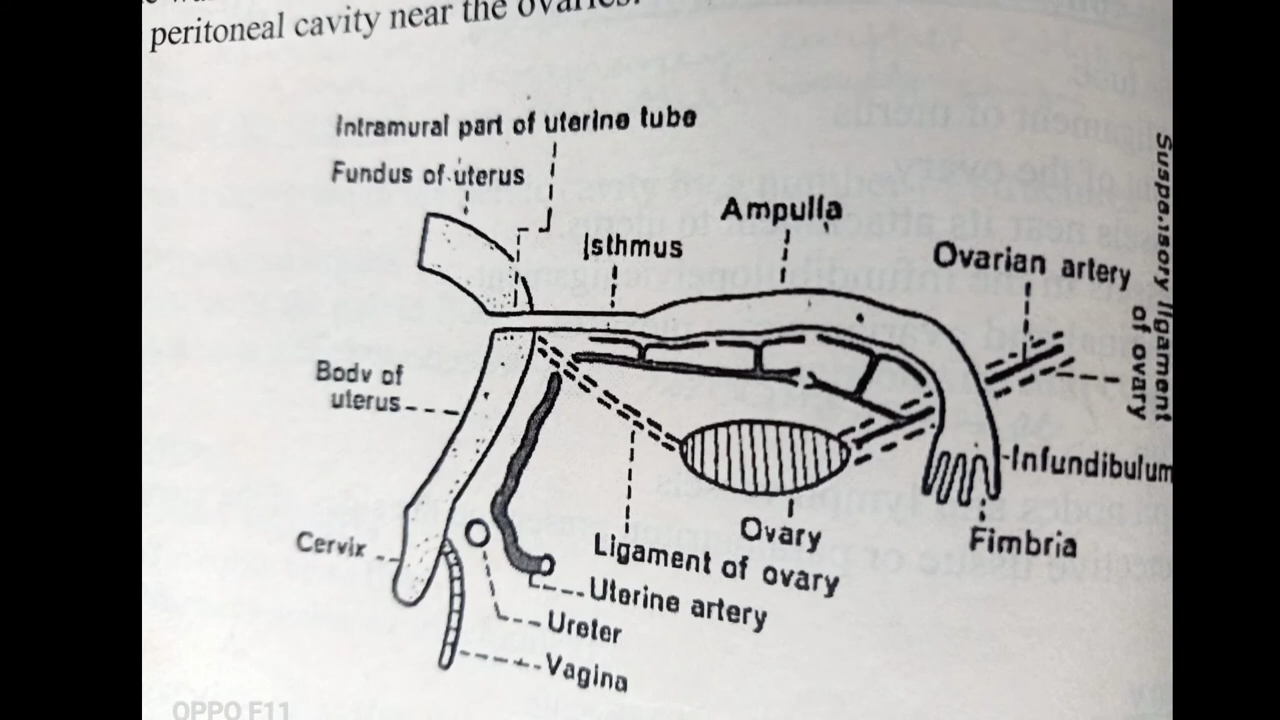 peritoneal cavity near the ovaries.
Intramural part of uterine tube
Fundus of uterus
Ampulla
Isthmus
Ovarian artery
Suspensory ligament
of ovary
Body of
uterus
Infundibulum
Ovary
Fimbria
Cervix
Ligament of ovary
Uterine artery
Ureter
Vagina
OPPO F11